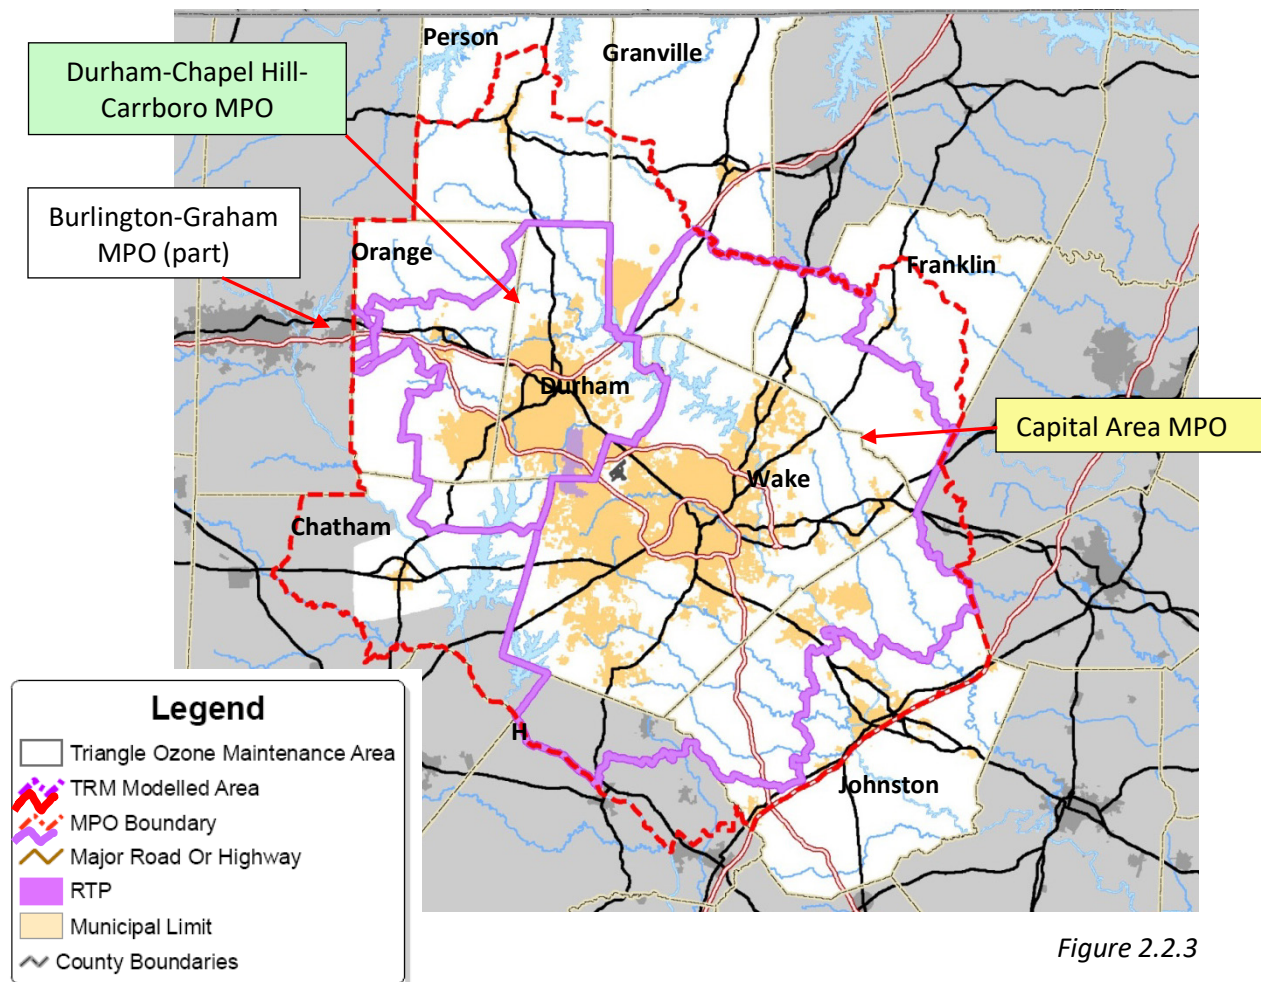 Person
Granville
Durham-Chapel Hill-
Carrboro MPO
Burlington-Graham
MPO (part)
Orange
Franklin
Durham
Capital Area MPO
Wake
Chatham
H
Johnston
Legend
Triangle Ozone Maintenance Area
TRM Modelled Area
MPO Boundary
Major Road Or Highway
RTP
Municipal Limit
County Boundaries
Figure 2.2.3